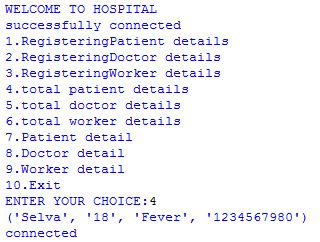 WELCOME TO HOSPITAL
successfully connected
1.RegisteringPatient details
2.RegisteringDoctor details
3.RegisteringWorker details
4.total patient details
5.total doctor details
6.total worker details
7.Patient detail
8.Doctor detail
9.Worker detail
10.Exit
ENTER YOUR CHOICE:4
('Selva', '18', 'Fever', '1234567980')
connected